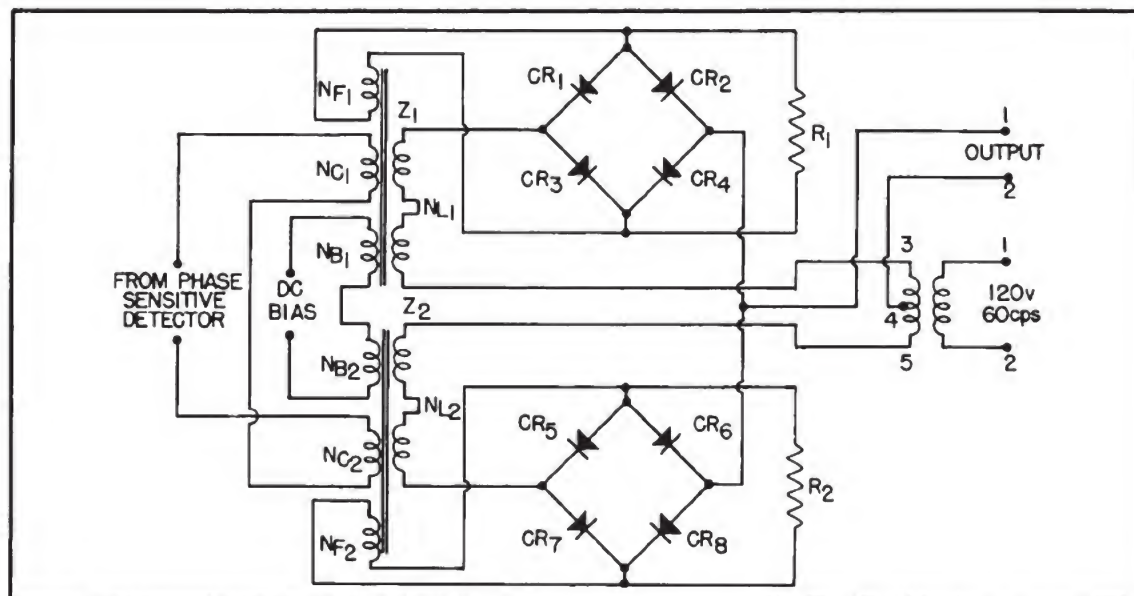 NF1
Z1
CR1
CR2
R1
1
OUTPUT
2
NC1
CR3
CR4
NL1
NB1
FROM PHASE
SENSITIVE
DETECTOR
DC
BIAS
Z2
3
4
5
1
120v
60cps
2
NB2
NL2
CR5
CR6
NC2
R2
CR7
CR8
NF2